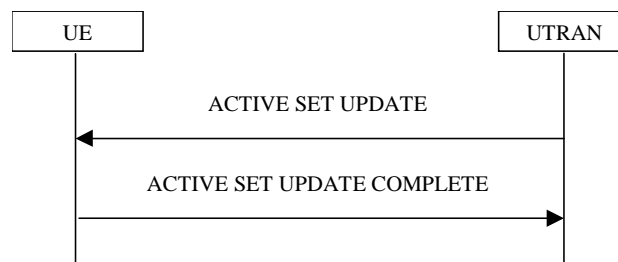 UE
UTRAN
ACTIVE SET UPDATE
ACTIVE SET UPDATE COMPLETE